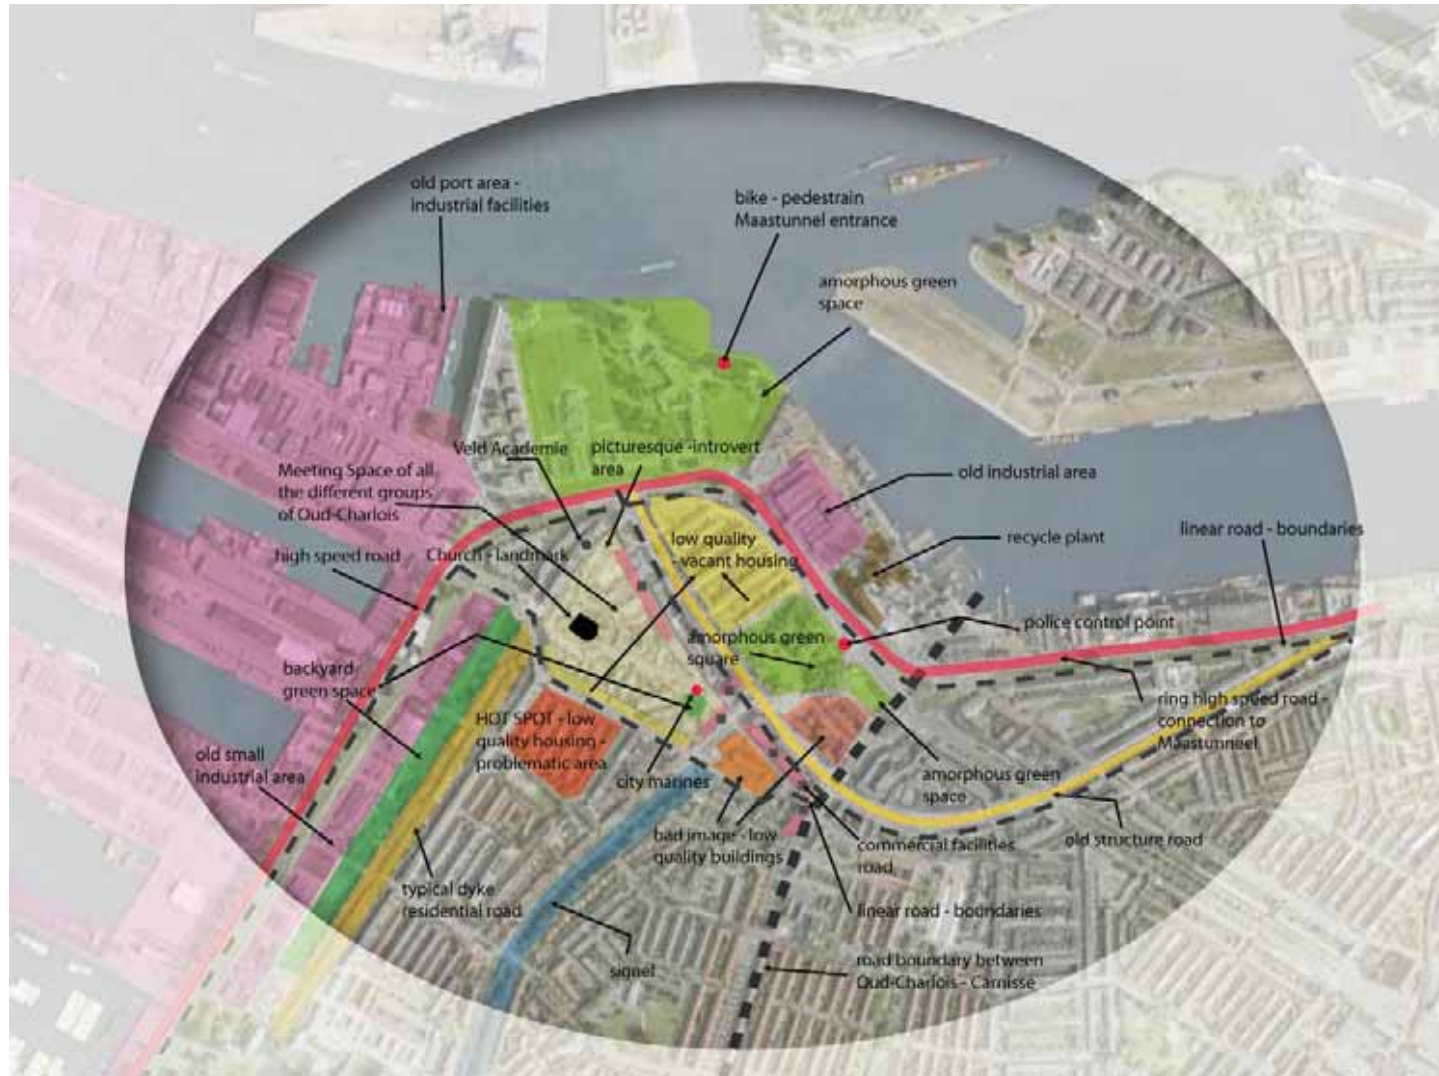 old port area -
industrial facilities
bike - pedestrain
Maastunnel entrance
amorphous green
space
Veld Academie
picturesque -introvert
area
Meeting Space of all
the different groups
of Oud-Charlois
old industrial area
high speed road
Church - landmark
low quality
- vacant housing
recycle plant
linear road - boundaries
police control point
amorphous green
square
backyard
green space
HOT SPOT - low
quality housing -
problematic area
ring high speed road -
connection to
Maastunneel
old small
industrial area
city marines
amorphous green
space
bad image - low
quality buildings
commercial facilities
road
old structure road
typical dyke
residential road
linear road - boundaries
signel
road boundary between
Oud-Charlois - Carnisse